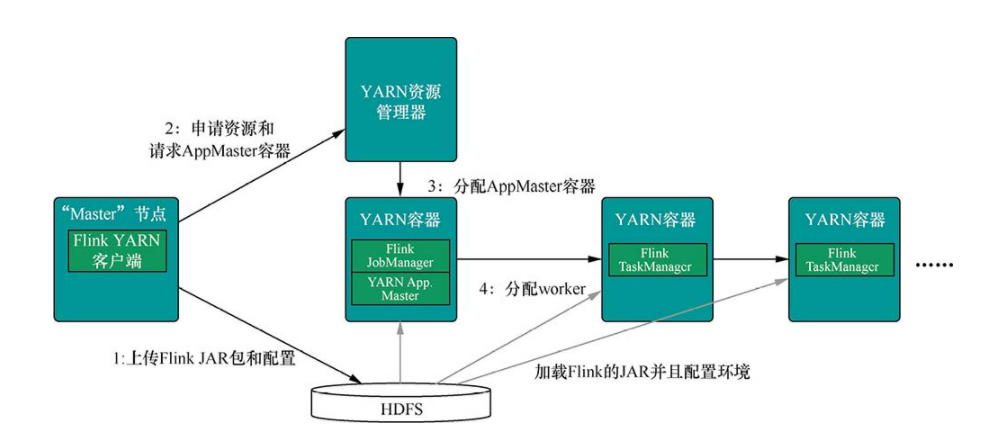 YARN资源
管理器
2：申请资源和
请求AppMaster容器
3：分配AppMaster容器
“Master”节点
Flink YARN
客户端
YARN容器
Flink
JobManager
YARN App.
Master
YARN容器
Flink
TaskManager
YARN容器
Flink
TaskManager
……
4：分配worker
1:上传Flink JAR包和配置
加载Flink的JAR并且配置环境
HDFS